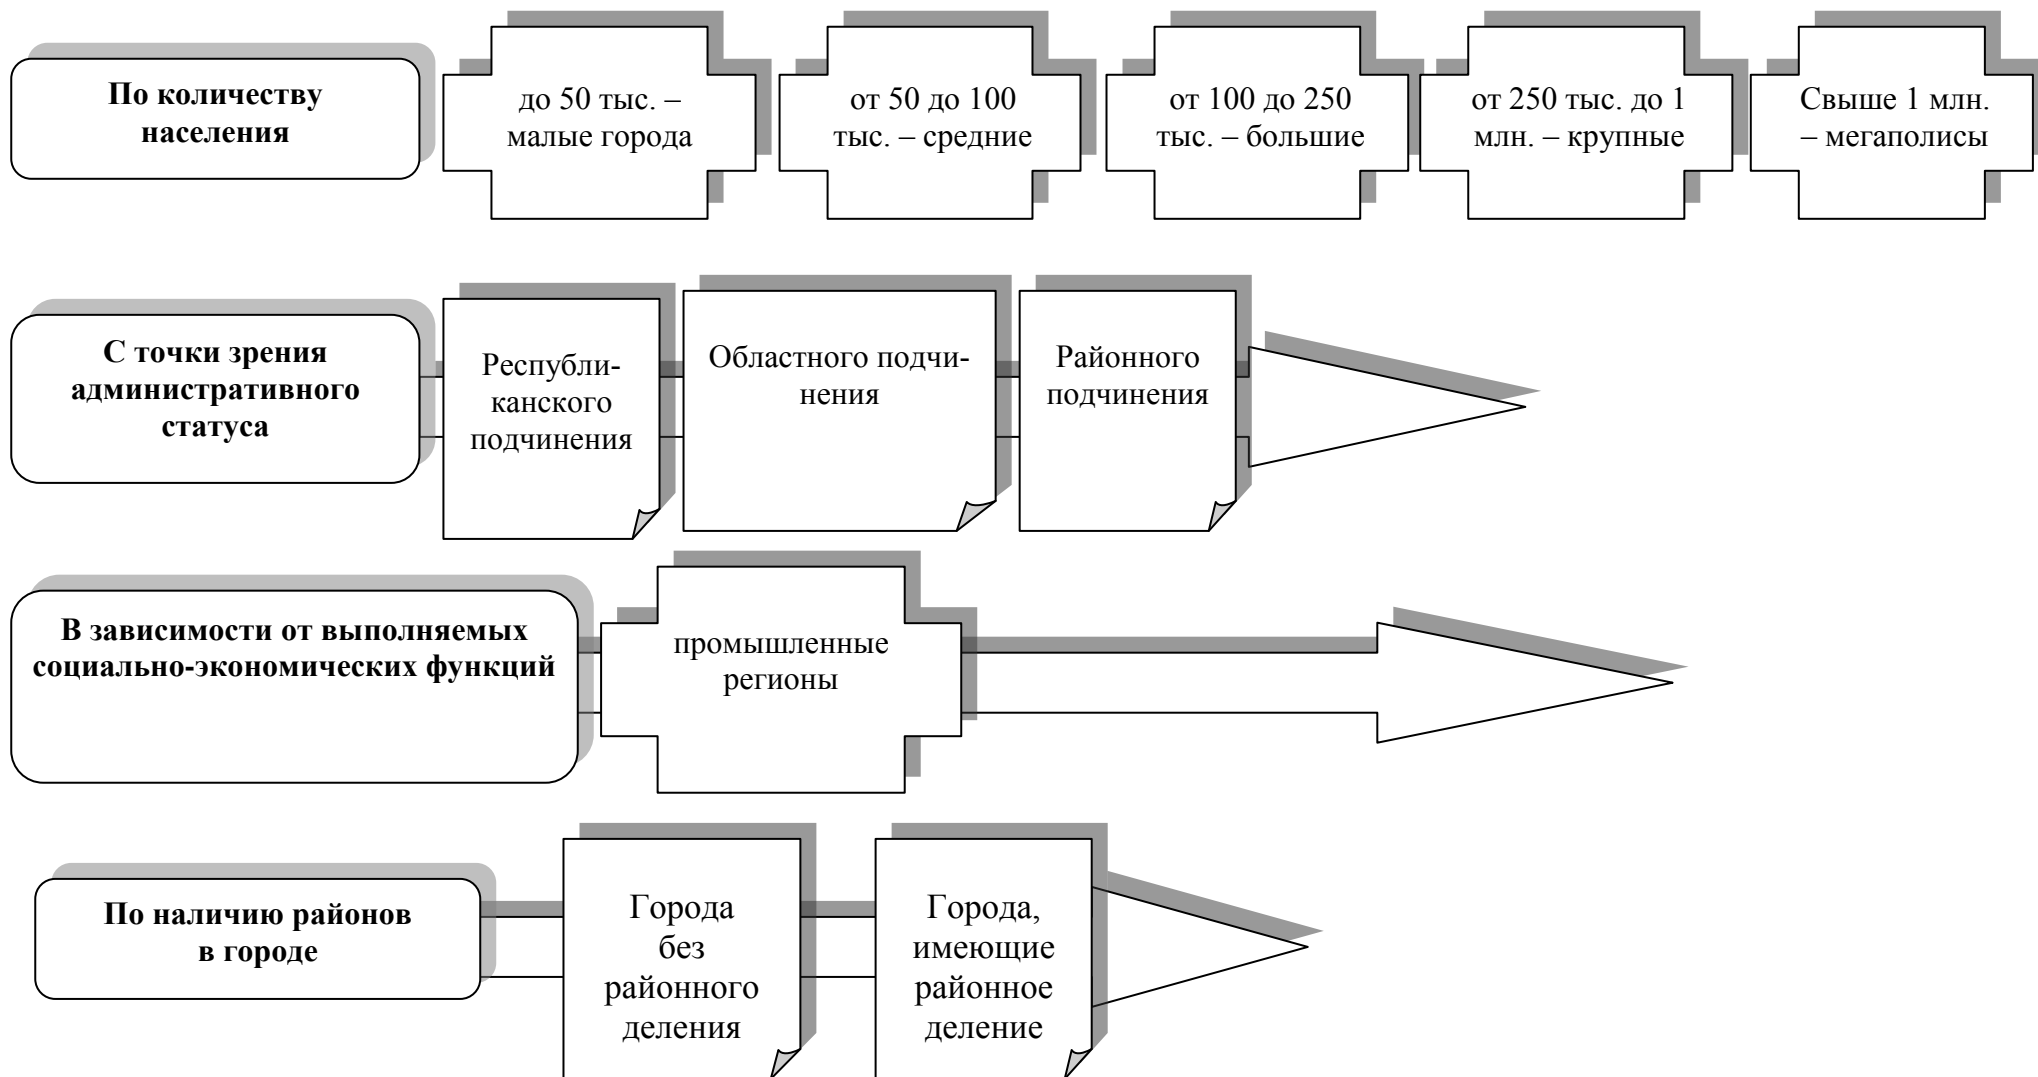 По количеству
населения
до 50 тыс. –
малые города
от 50 до 100
тыс. – средние
от 100 до 250
тыс. – большие
от 250 тыс. до 1
млн. – крупные
Свыше 1 млн.
– мегаполисы
С точки зрения
административного
статуса
Республи-
канского
подчинения
Областного подчи-
нения
Районного
подчинения
В зависимости от выполняемых
социально-экономических функций
промышленные
регионы
По наличию районов
в городе
Города
без
районного
деления
Города,
имеющие
районное
деление